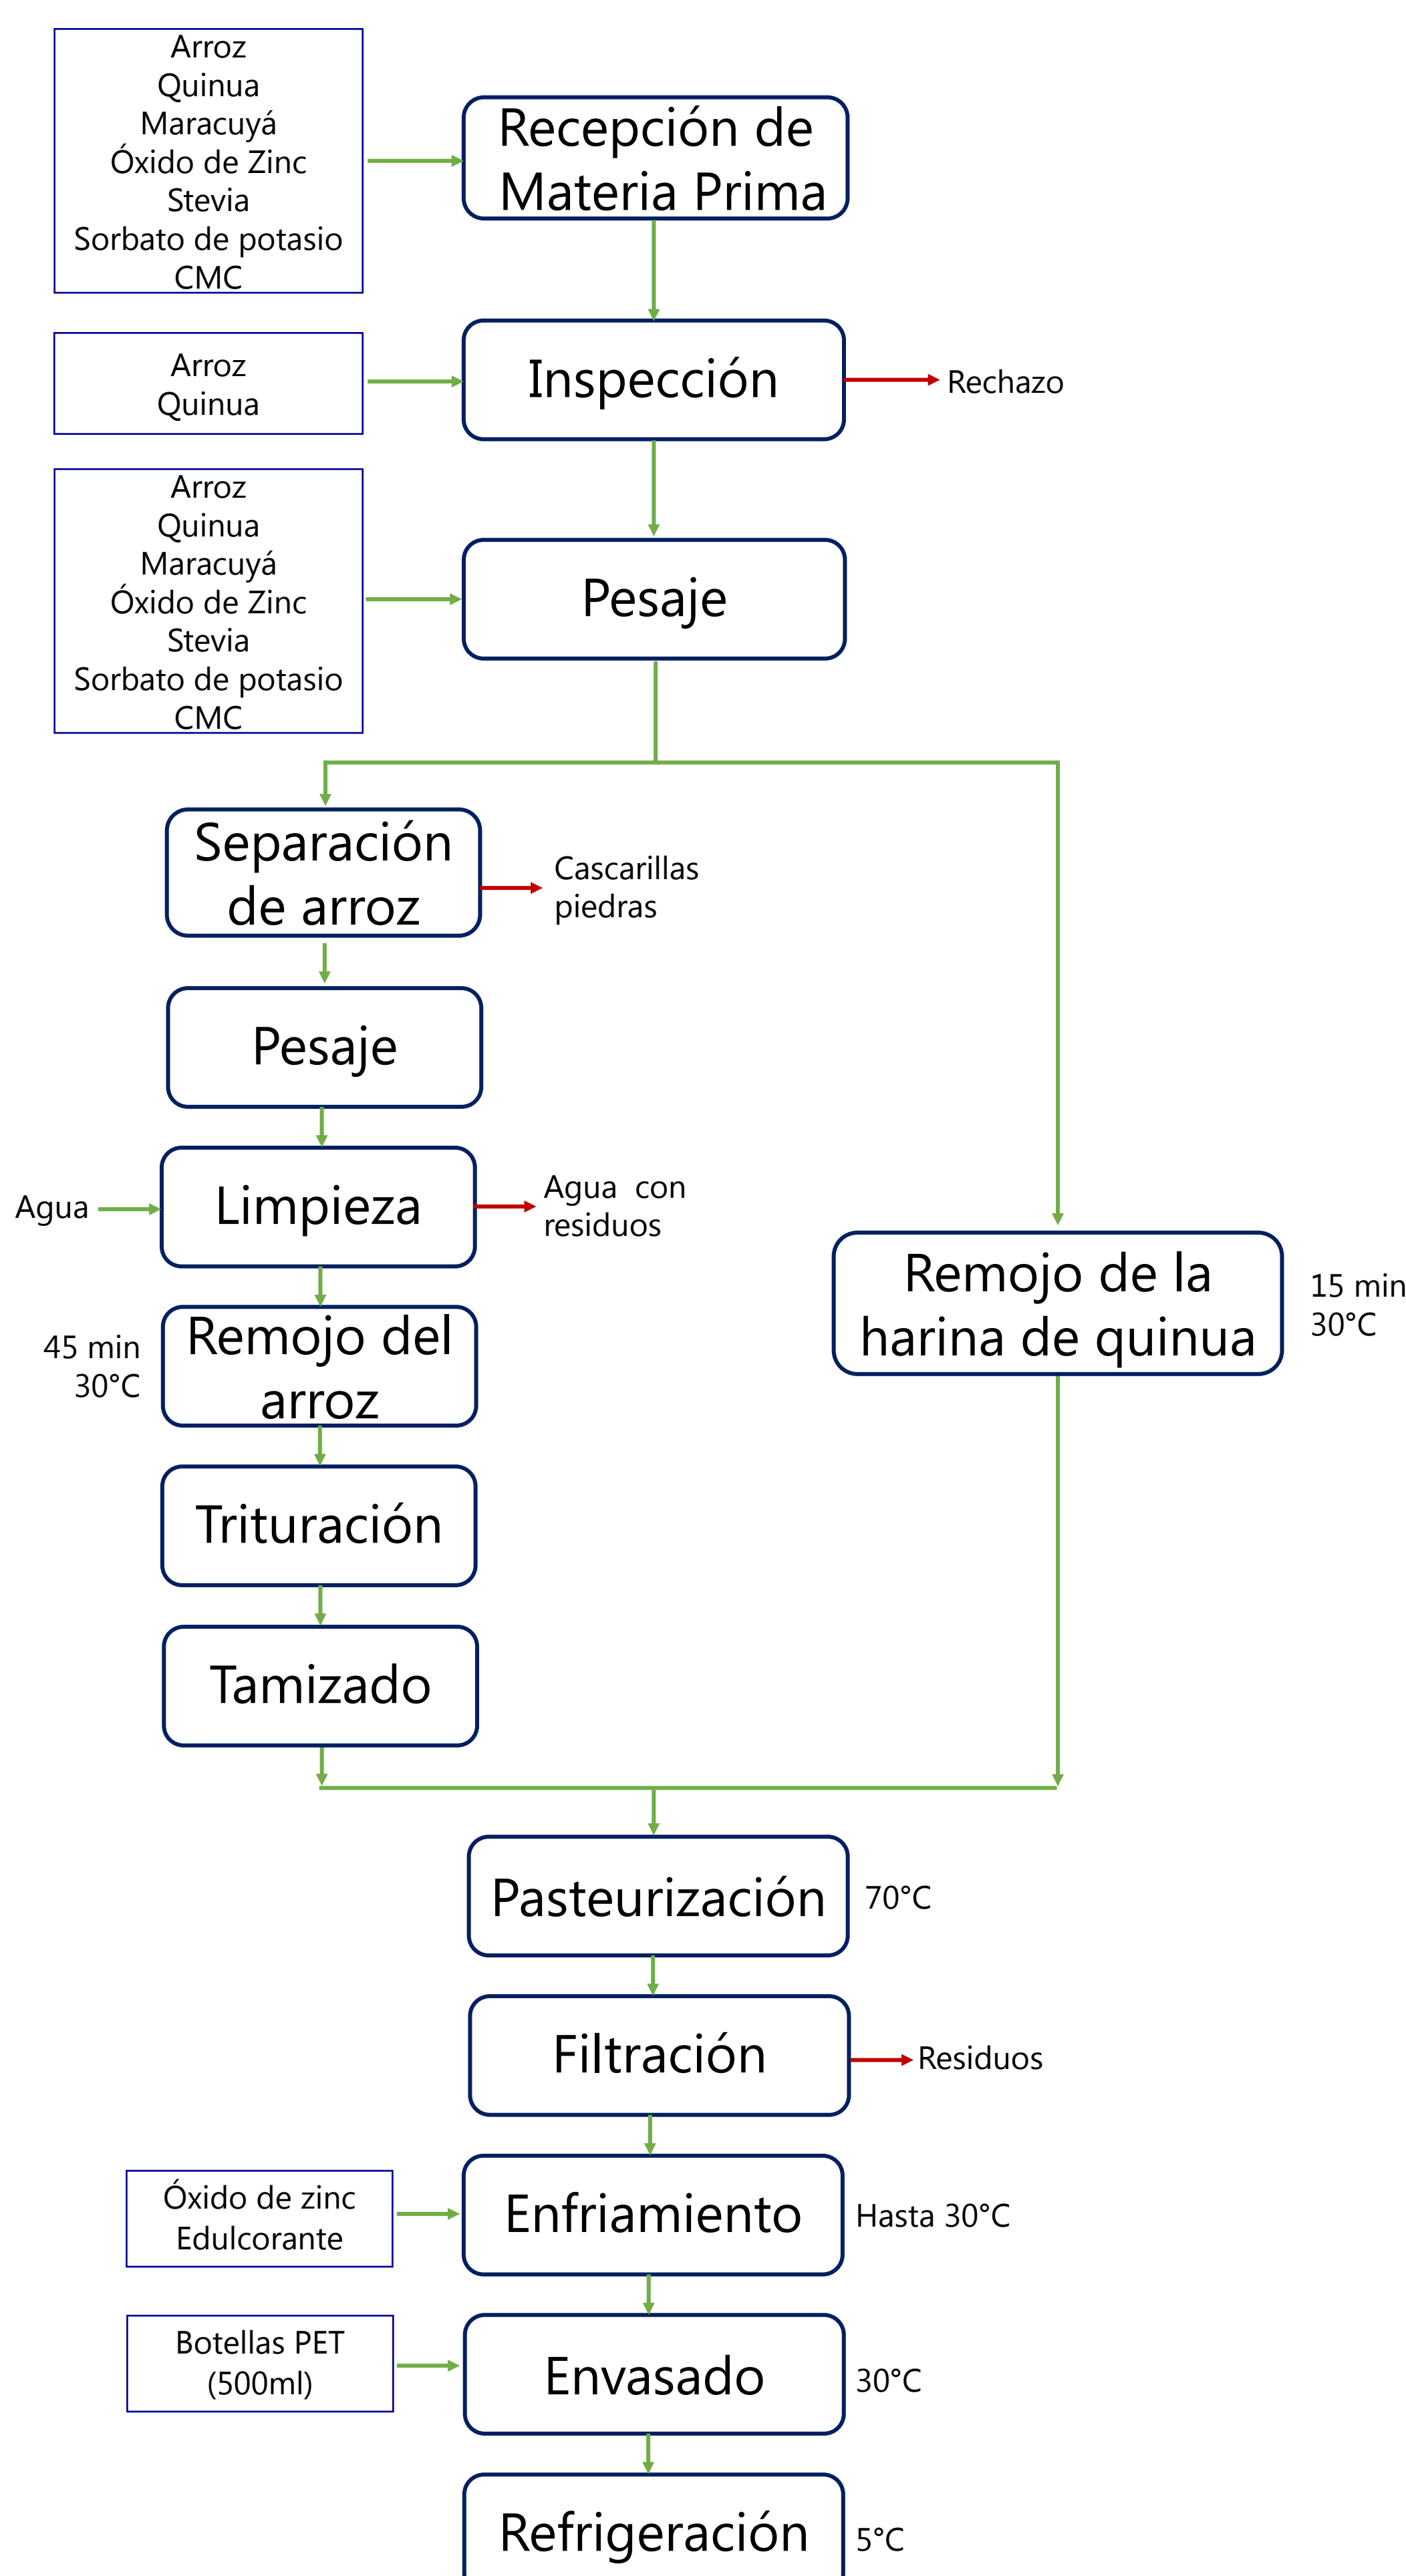 Arroz
Quinua
Maracuyá
Óxido de Zinc
Stevia
Sorbato de potasio
CMC
Recepción de
Materia Prima
Arroz
Quinua
Inspección
Rechazo
Arroz
Quinua
Maracuyá
Óxido de Zinc
Stevia
Sorbato de potasio
CMC
Pesaje
Separación
de arroz
Cascarillas
piedras
Pesaje
Agua
Limpieza
Agua con
residuos
Remojo de la
harina de quinua
15 min
30°C
45 min
30°C
Remojo del
arroz
Trituración
Tamizado
Pasteurización
70°C
Filtración
Residuos
Óxido de zinc
Edulcorante
Enfriamiento
Hasta 30°C
Botellas PET
(500ml)
Envasado
30°C
Refrigeración
5°C